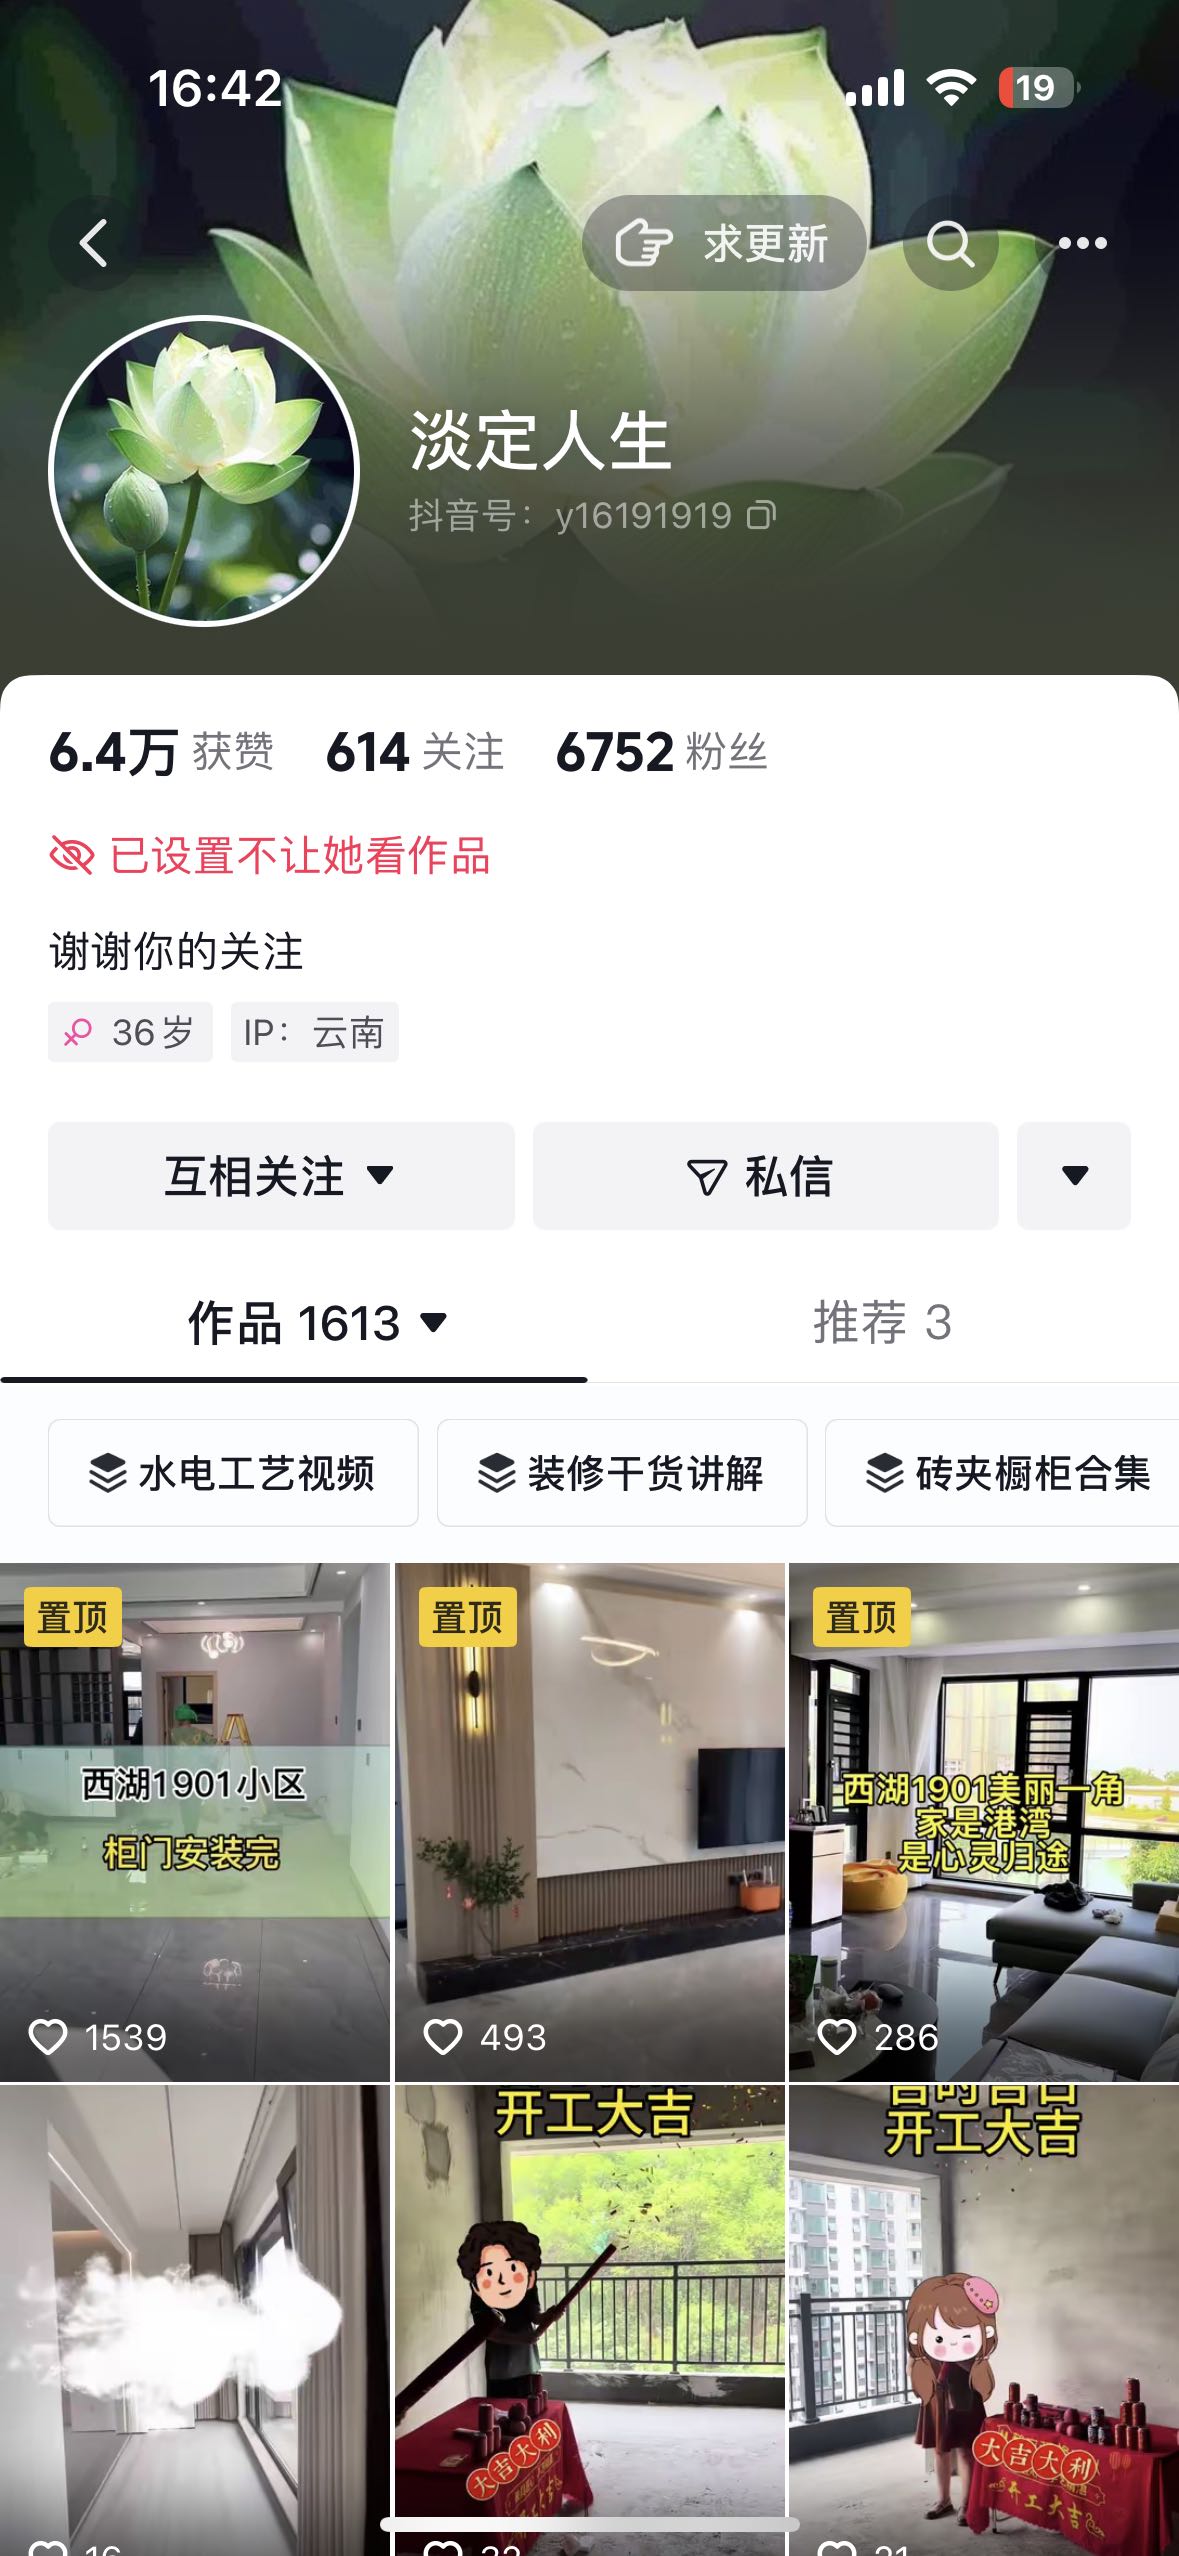 16:42
19
求更新
淡定人生
抖音号：y16191919
6.4万 获赞 614 关注 6752 粉丝
已设置不让她看作品
谢谢你的关注
36岁 IP：云南
互相关注 私信
作品 1613 推荐 3
水电工艺视频 装修干货讲解 砖夹橱柜合集
置顶 置顶 置顶
西湖1901小区
柜门安装完
西湖1901美丽一角
家是港湾
是心灵归途
1539 493 286
开工大吉
吉时吉日
开工大吉
大吉大利
大吉大利
开工大吉
16 32 21